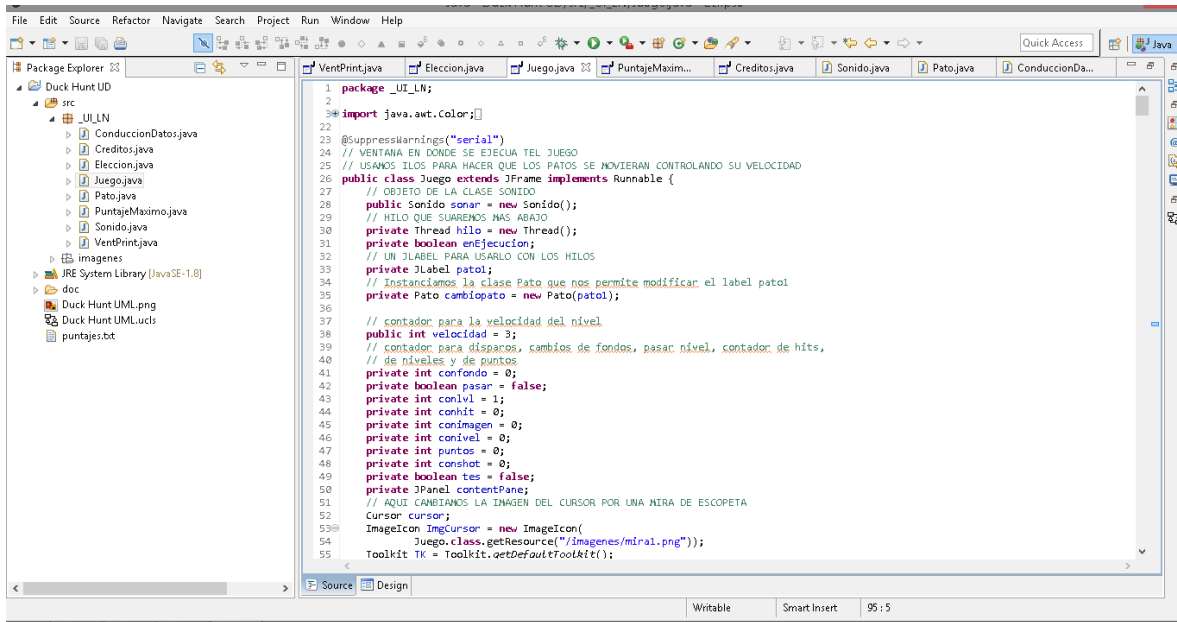 File Edit Source Refactor Navigate Search Project Run Window Help
Quick Access
Java
Package Explorer
VentPrint.java
Eleccion.java
Juego.java
PuntajeMaxim...
Creditos.java
Sonido.java
Pato.java
ConduccionDa...
Duck Hunt UD
src
_UI_LN
ConduccionDatos.java
Creditos.java
Eleccion.java
Juego.java
Pato.java
PuntajeMaximo.java
Sonido.java
VentPrint.java
imagenes
JRE System Library [JavaSE-1.8]
doc
Duck Hunt UML.png
Duck Hunt UML.ucls
puntajes.txt
1 package _UI_LN;
2
3 import java.awt.Color;
22
23 @SuppressWarnings("serial")
24 // VENTANA EN DONDE SE EJECUA TEL JUEGO
25 // USAMOS ILOS PARA HACER QUE LOS PATOS SE MOVIERAN CONTROLANDO SU VELOCIDAD
26 public class Juego extends JFrame implements Runnable {
27 // OBJETO DE LA CLASE SONIDO
28 public Sonido sonar = new Sonido();
29 // HILO QUE SUAREMOS MAS ABAJO
30 private Thread hilo = new Thread();
31 private boolean enEjecucion;
32 // UN JLABEL PARA USARLO CON LOS HILOS
33 private JLabel pato1;
34 // Instanciamos la clase Pato que nos permite modificar el label pato1
35 private Pato cambiopato = new Pato(pato1);
36
37 // contador para la velocidad del nivel
38 public int velocidad = 3;
39 // contador para disparos, cambios de fondos, pasar nivel, contador de hits,
40 // de niveles y de puntos
41 private int confondo = 0;
42 private boolean pasar = false;
43 private int conlvl = 1;
44 private int conhit = 0;
45 private int conimagen = 0;
46 private int conivel = 0;
47 private int puntos = 0;
48 private int conshot = 0;
49 private boolean tes = false;
50 private JPanel contentPane;
51 // AQUI CAMBIAMOS LA IMAGEN DEL CURSOR POR UNA MIRA DE ESCOPETA
52 Cursor cursor;
53 ImageIcon ImgCursor = new ImageIcon(
54 Juego.class.getResource("/imagenes/mira1.png"));
55 Toolkit TK = Toolkit.getDefaultToolkit();
Source Design
Writable Smart Insert 95 : 5